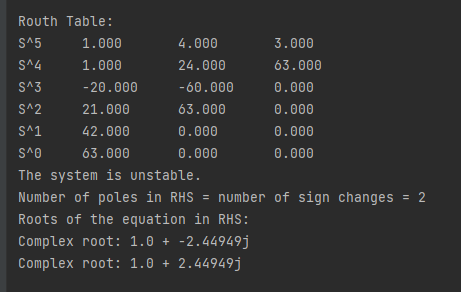 Routh Table:
S^5 1.000 4.000 3.000
S^4 1.000 24.000 63.000
S^3 -20.000 -60.000 0.000
S^2 21.000 63.000 0.000
S^1 42.000 0.000 0.000
S^0 63.000 0.000 0.000
The system is unstable.
Number of poles in RHS = number of sign changes = 2
Roots of the equation in RHS:
Complex root: 1.0 + -2.44949j
Complex root: 1.0 + 2.44949j